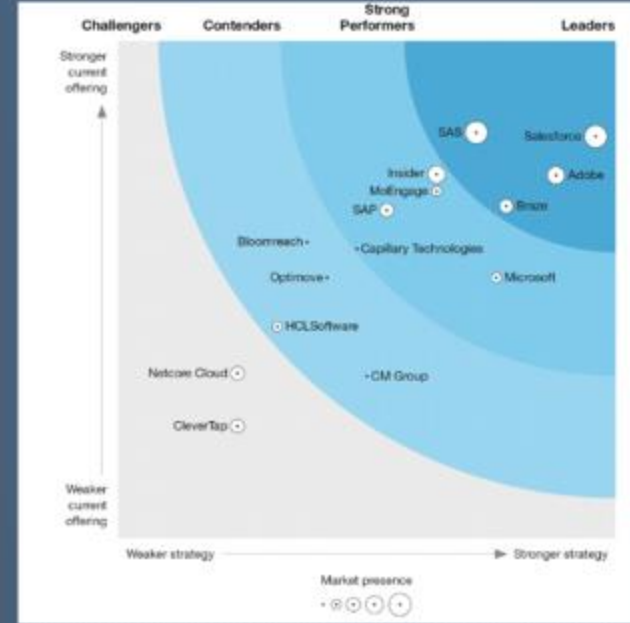 Challengers
Contenders
Strong
Performers
Leaders
Stronger
current
offering
SAS
Salesforce
Insider
Adobe
MoEngage
SAP
Braze
Bloomreach
Capillary Technologies
Optimove
Microsoft
HCLSoftware
Netcore Cloud
CM Group
CleverTap
Weaker
current
offering
Weaker strategy
Stronger strategy
Market presence